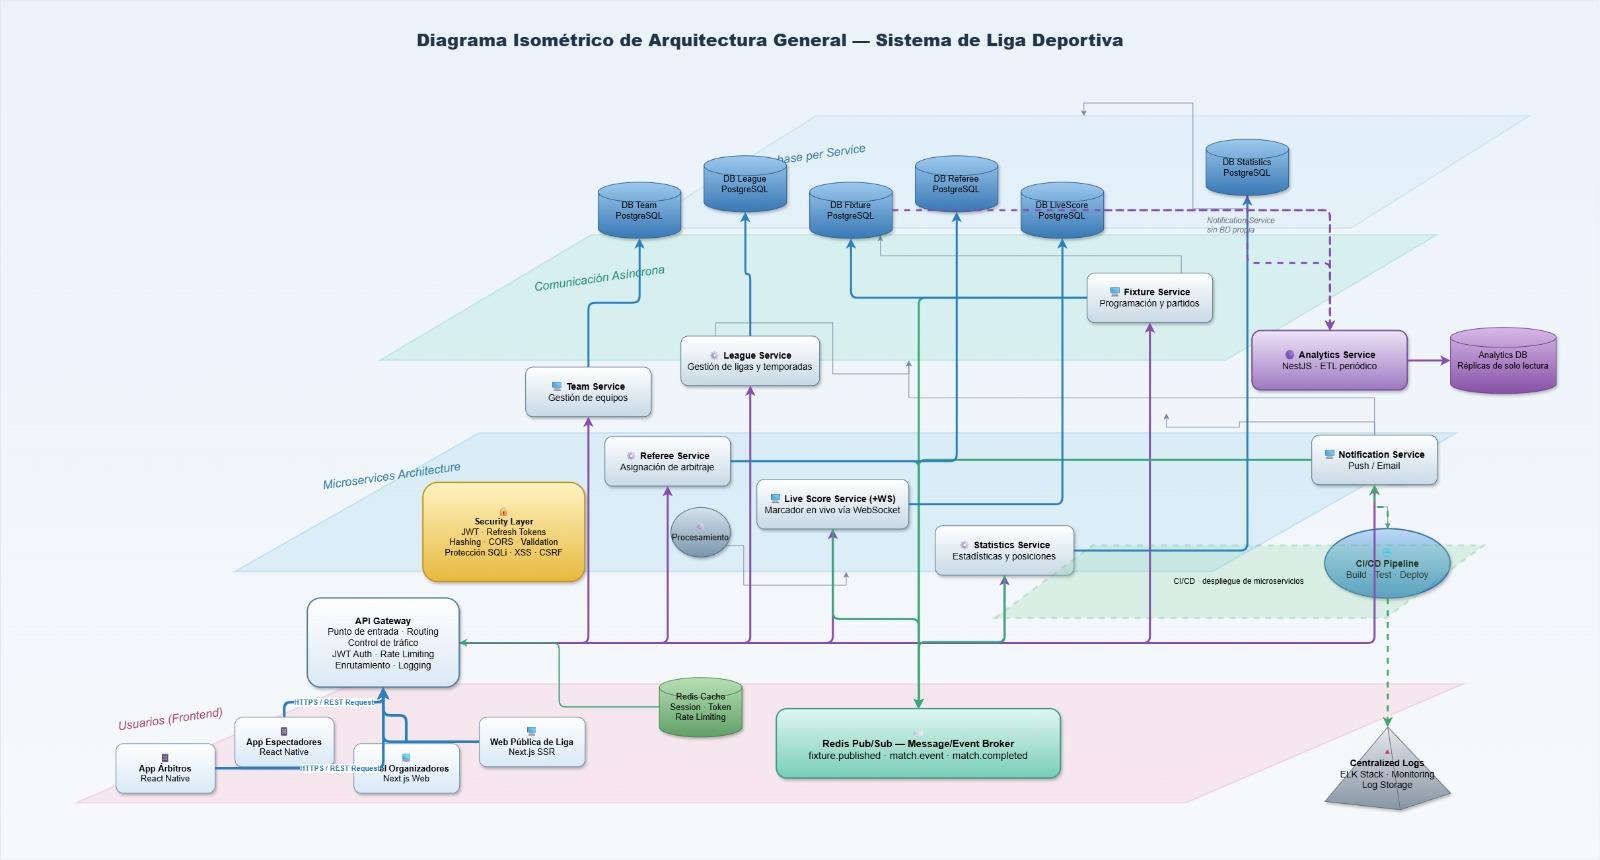 Diagrama Isométrico de Arquitectura General — Sistema de Liga Deportiva
base per Service
DB Statistics
PostgreSQL
DB League
PostgreSQL
DB Referee
PostgreSQL
DB Team
PostgreSQL
DB Fixture
PostgreSQL
DB LiveScore
PostgreSQL
Notification Service
sin BD propia
Comunicación Asíncrona
Fixture Service
Programación y partidos
League Service
Gestión de ligas y temporadas
Analytics Service
NestJS · ETL periódico
Analytics DB
Réplicas de solo lectura
Team Service
Gestión de equipos
Microservices Architecture
Referee Service
Asignación de arbitraje
Notification Service
Push / Email
Live Score Service (+WS)
Marcador en vivo vía WebSocket
Security Layer
JWT · Refresh Tokens
Hashing · CORS · Validation
Protección SQLi · XSS · CSRF
Procesamiento
Statistics Service
Estadísticas y posiciones
CI/CD Pipeline
Build · Test · Deploy
CI/CD · despliegue de microservicios
API Gateway
Punto de entrada · Routing
Control de tráfico
JWT Auth · Rate Limiting
Enrutamiento · Logging
HTTPS / REST Request
Redis Cache
Session · Token
Rate Limiting
Usuarios (Frontend)
App Espectadores
React Native
Web Pública de Liga
Next.js SSR
Redis Pub/Sub — Message/Event Broker
fixture.published · match.event · match.completed
App Árbitros
React Native
HTTPS / REST Request
Organizadores
Next.js Web
Centralized Logs
ELK Stack · Monitoring
Log Storage